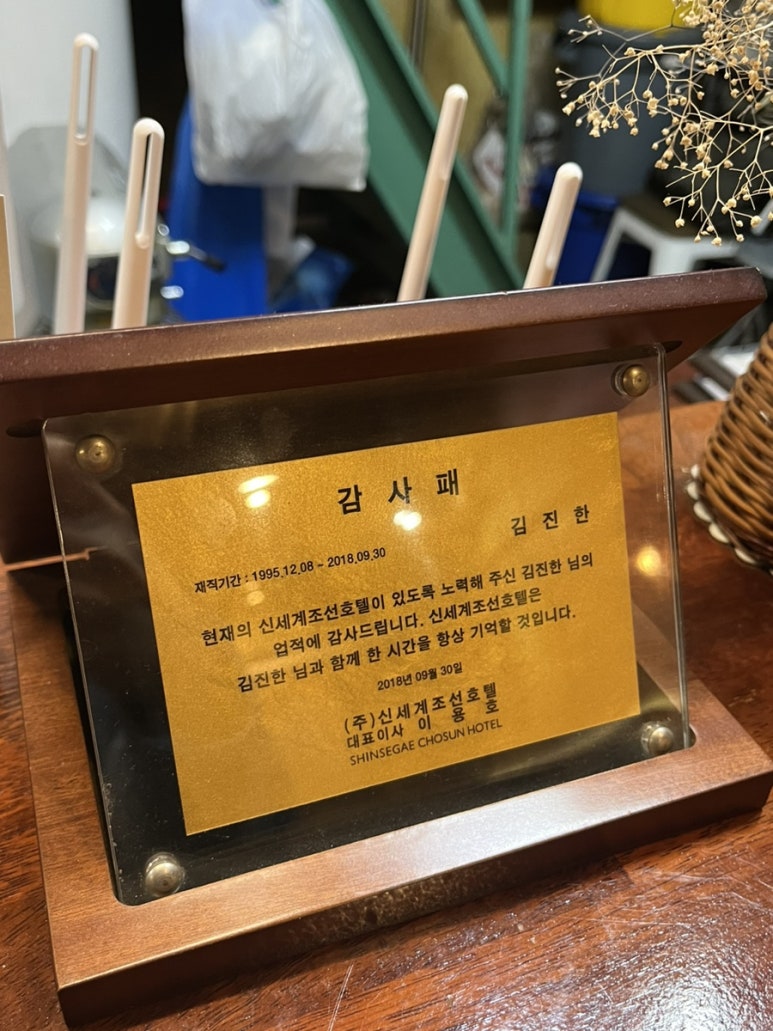 감 사 패
김 진 한
재직기간 : 1995.12.08 ~ 2018.09.30
현재의 신세계조선호텔이 있도록 노력해 주신 김진한 님의
업적에 감사드립니다. 신세계조선호텔은
김진한 님과 함께 한 시간을 항상 기억할 것입니다.
2018년 09월 30일
(주)신세계조선호텔
대표이사 이 용 호
SHINSEGAE CHOSUN HOTEL